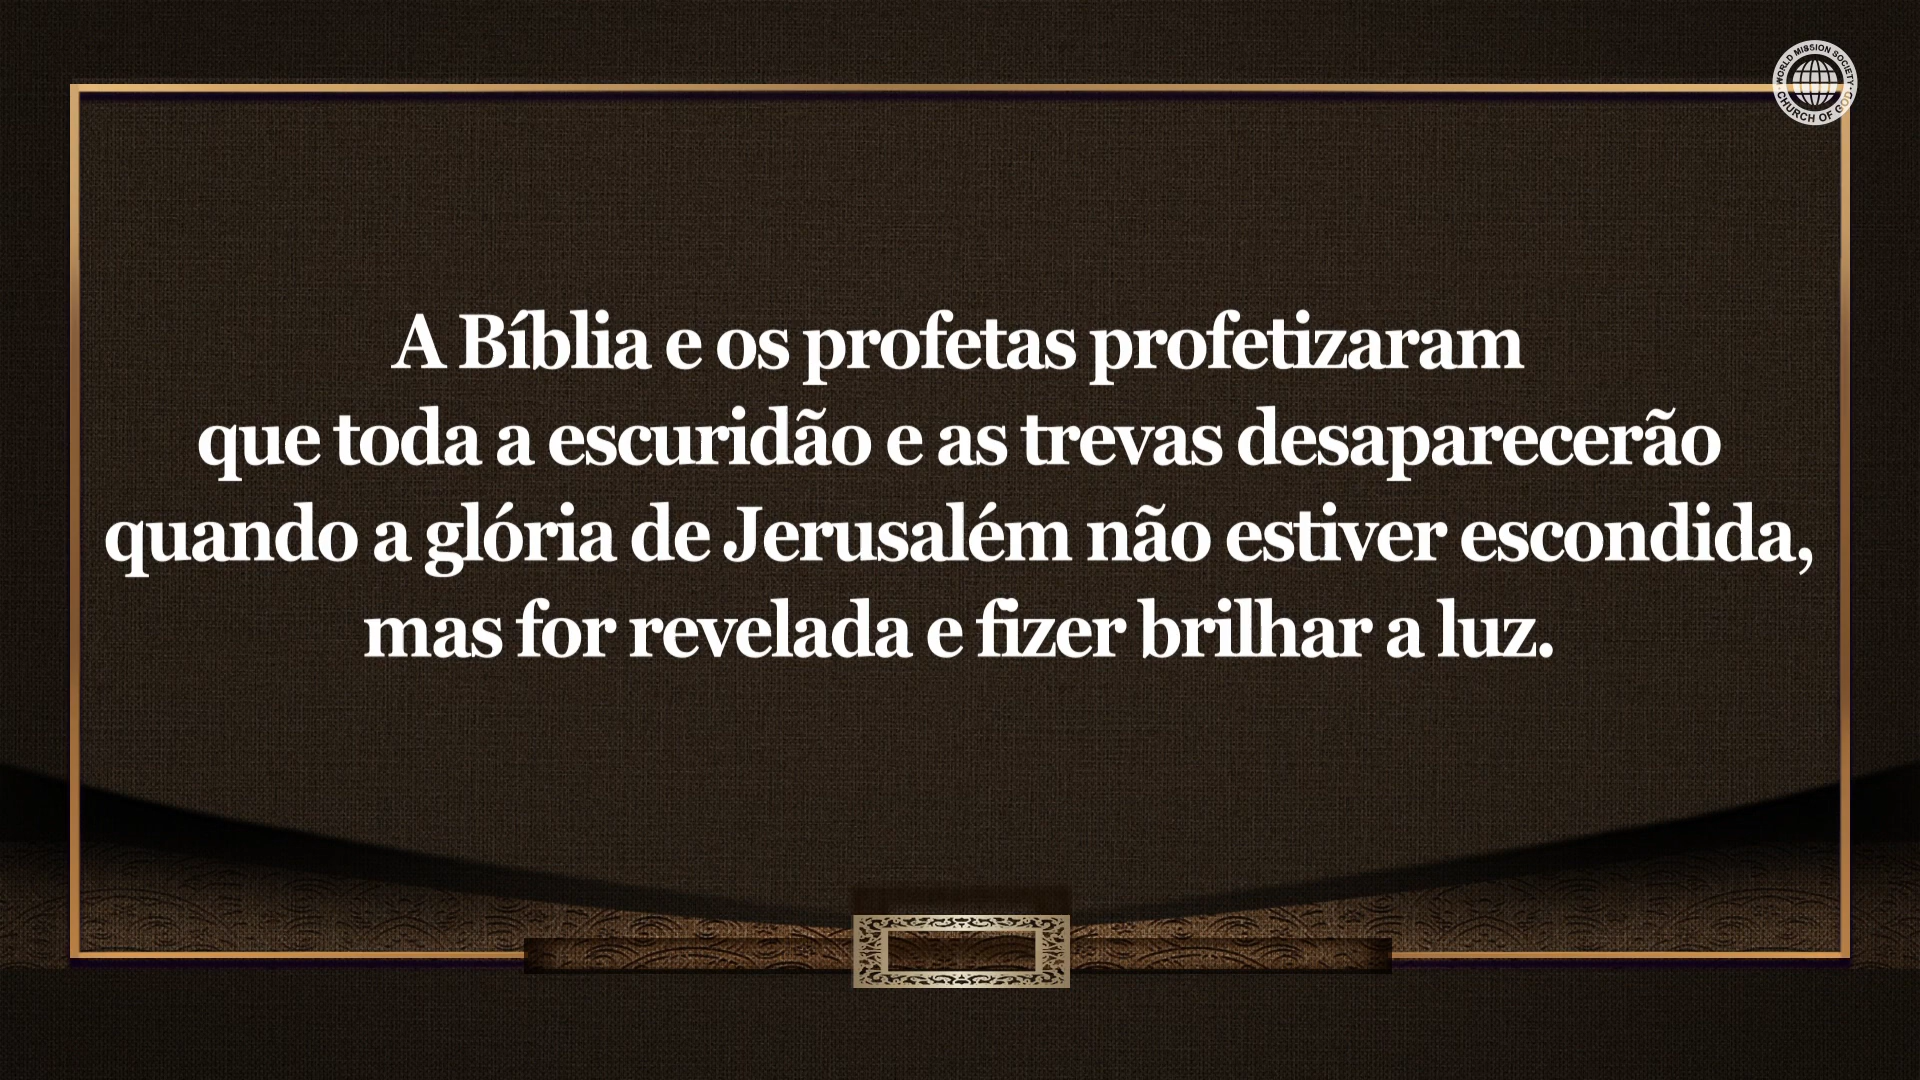 WORLD MISSION SOCIETY
CHURCH OF GOD
A Bíblia e os profetas profetizaram
que toda a escuridão e as trevas desaparecerão
quando a glória de Jerusalém não estiver escondida,
mas for revelada e fizer brilhar a luz.